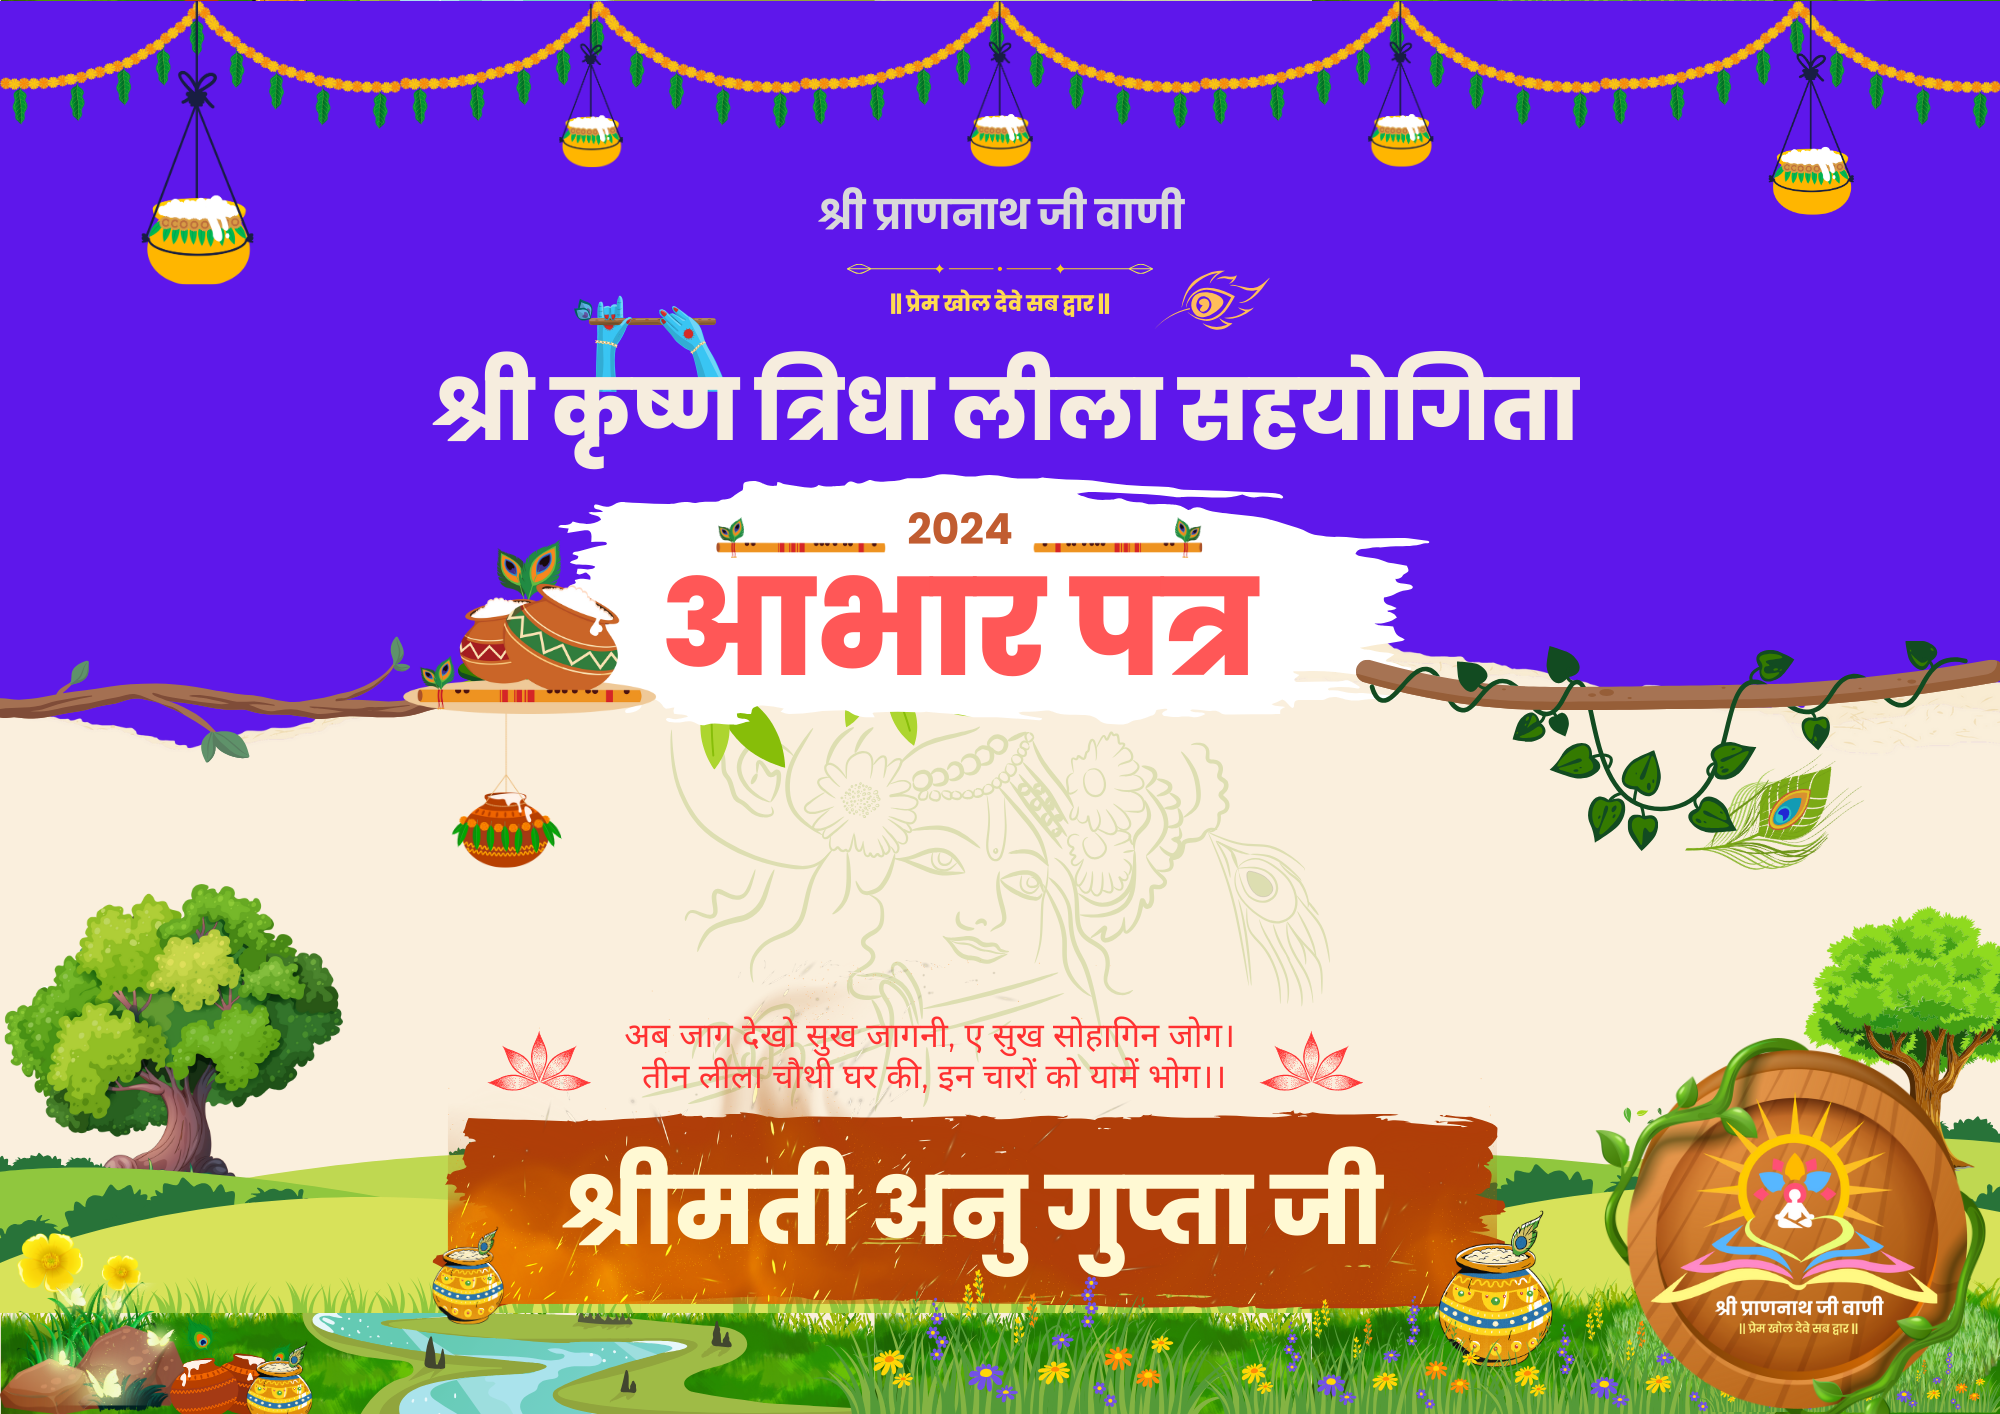 श्री प्राणनाथ जी वाणी
|| प्रेम खोल देवे सब द्वार ||
श्री कृष्ण त्रिधा लीला सहयोगिता
2024
आभार पत्र
अब जाग देखो सुख जागनी, ए सुख सोहागिन जोग।
तीन लीला चौथी घर की, इन चारों को यामें भोग।।
श्रीमती अनु गुप्ता जी
श्री प्राणनाथ जी वाणी
|| प्रेम खोल देवे सब द्वार ||